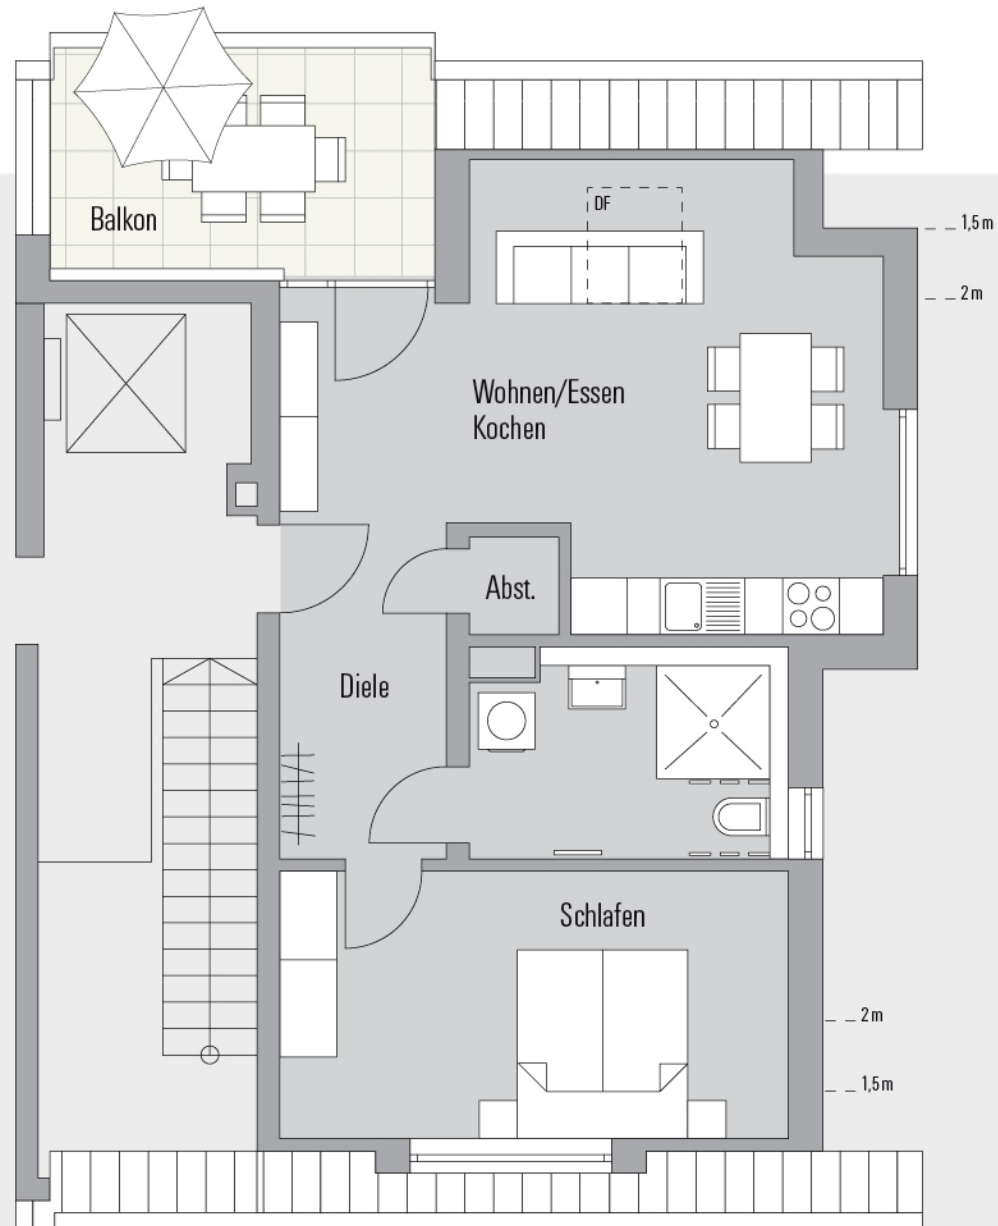 Balkon
DF
1,5 m
2 m
Wohnen/Essen
Kochen
Abst.
Diele
Schlafen
2 m
1,5 m